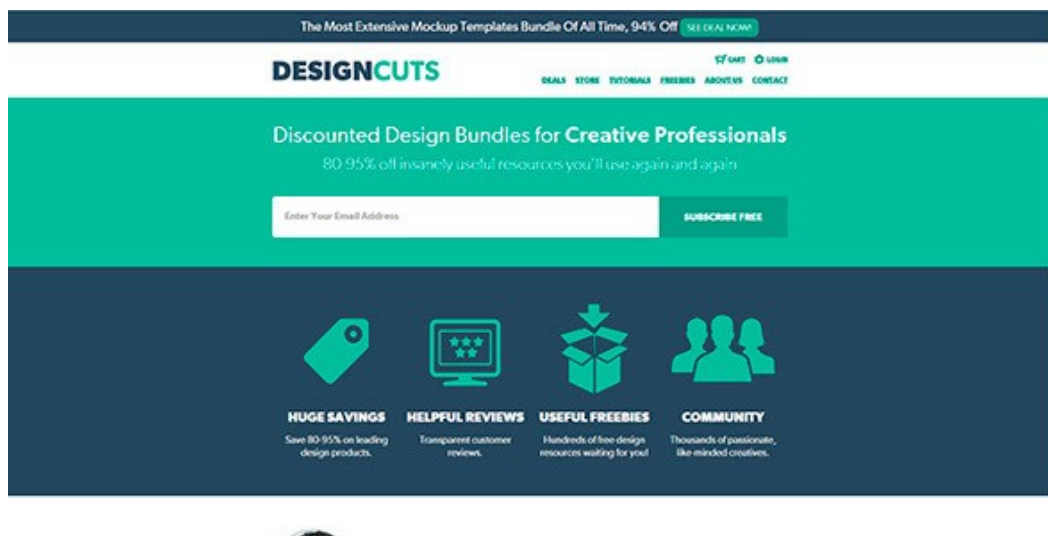 The Most Extensive Mockup Templates Bundle Of All Time, 94% Off SEE DEAL NOW!
CART LOGIN
DESIGNCUTS
DEALS STORE TUTORIALS FREEBIES ABOUT US CONTACT
Discounted Design Bundles for Creative Professionals
80-95% off insanely useful resources you'll use again and again
Enter Your Email Address SUBSCRIBE FREE
HUGE SAVINGS HELPFUL REVIEWS USEFUL FREEBIES COMMUNITY
Save 80-95% on leading Transparent customer Hundreds of free design Thousands of passionate,
design products. reviews. resources waiting for you! like-minded creatives.